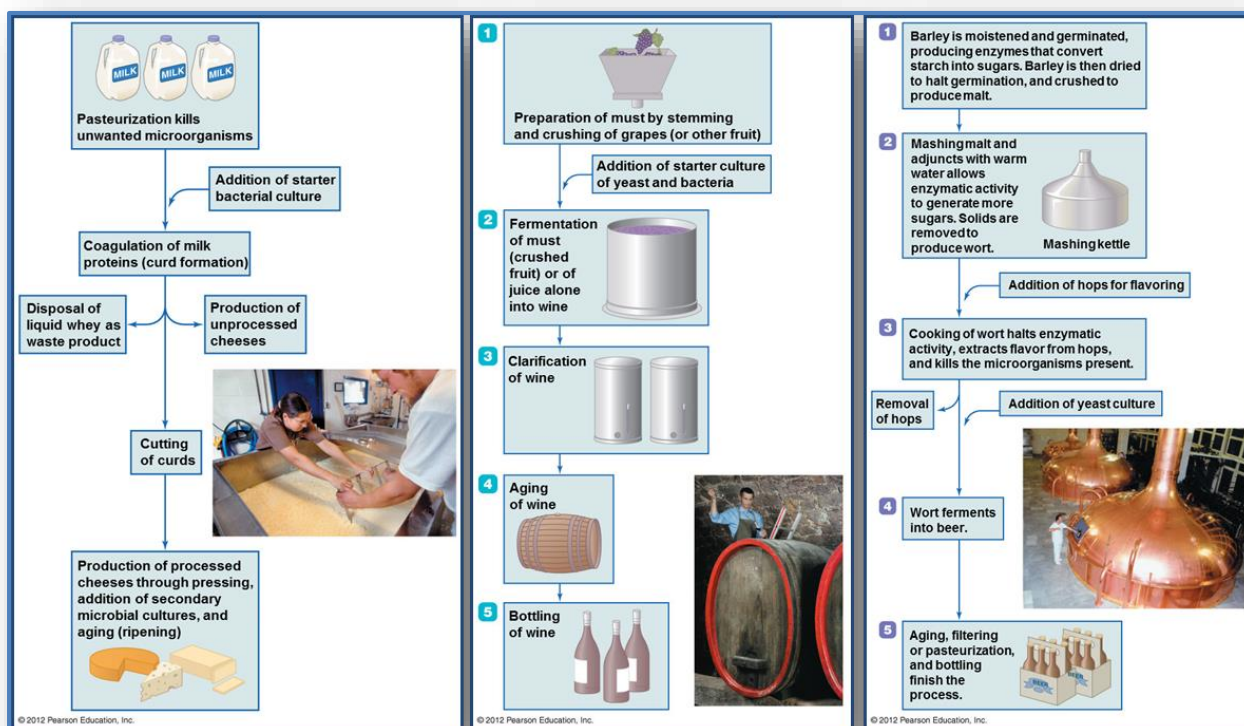 MILK
MILK
MILK
Pasteurization kills
unwanted microorganisms
Addition of starter
bacterial culture
Coagulation of milk
proteins (curd formation)
Disposal of
liquid whey as
waste product
Production of
unprocessed
cheeses
Cutting
of curds
Production of processed
cheeses through pressing,
addition of secondary
microbial cultures, and
aging (ripening)
© 2012 Pearson Education, Inc.
1
Preparation of must by stemming
and crushing of grapes (or other fruit)
Addition of starter culture
of yeast and bacteria
2
Fermentation
of must
(crushed
fruit) or of
juice alone
into wine
3
Clarification
of wine
4
Aging
of wine
5
Bottling
of wine
© 2012 Pearson Education, Inc.
1
Barley is moistened and germinated,
producing enzymes that convert
starch into sugars. Barley is then dried
to halt germination, and crushed to
produce malt.
2
Mashing malt and
adjuncts with warm
water allows
enzymatic activity
to generate more
sugars. Solids are
removed to
produce wort.
Mashing kettle
Addition of hops for flavoring
3
Cooking of wort halts enzymatic
activity, extracts flavor from hops,
and kills the microorganisms present.
Removal
of hops
Addition of yeast culture
4
Wort ferments
into beer.
5
Aging, filtering
or pasteurization,
and bottling
finish the
process.
BEER
BEER
© 2012 Pearson Education, Inc.